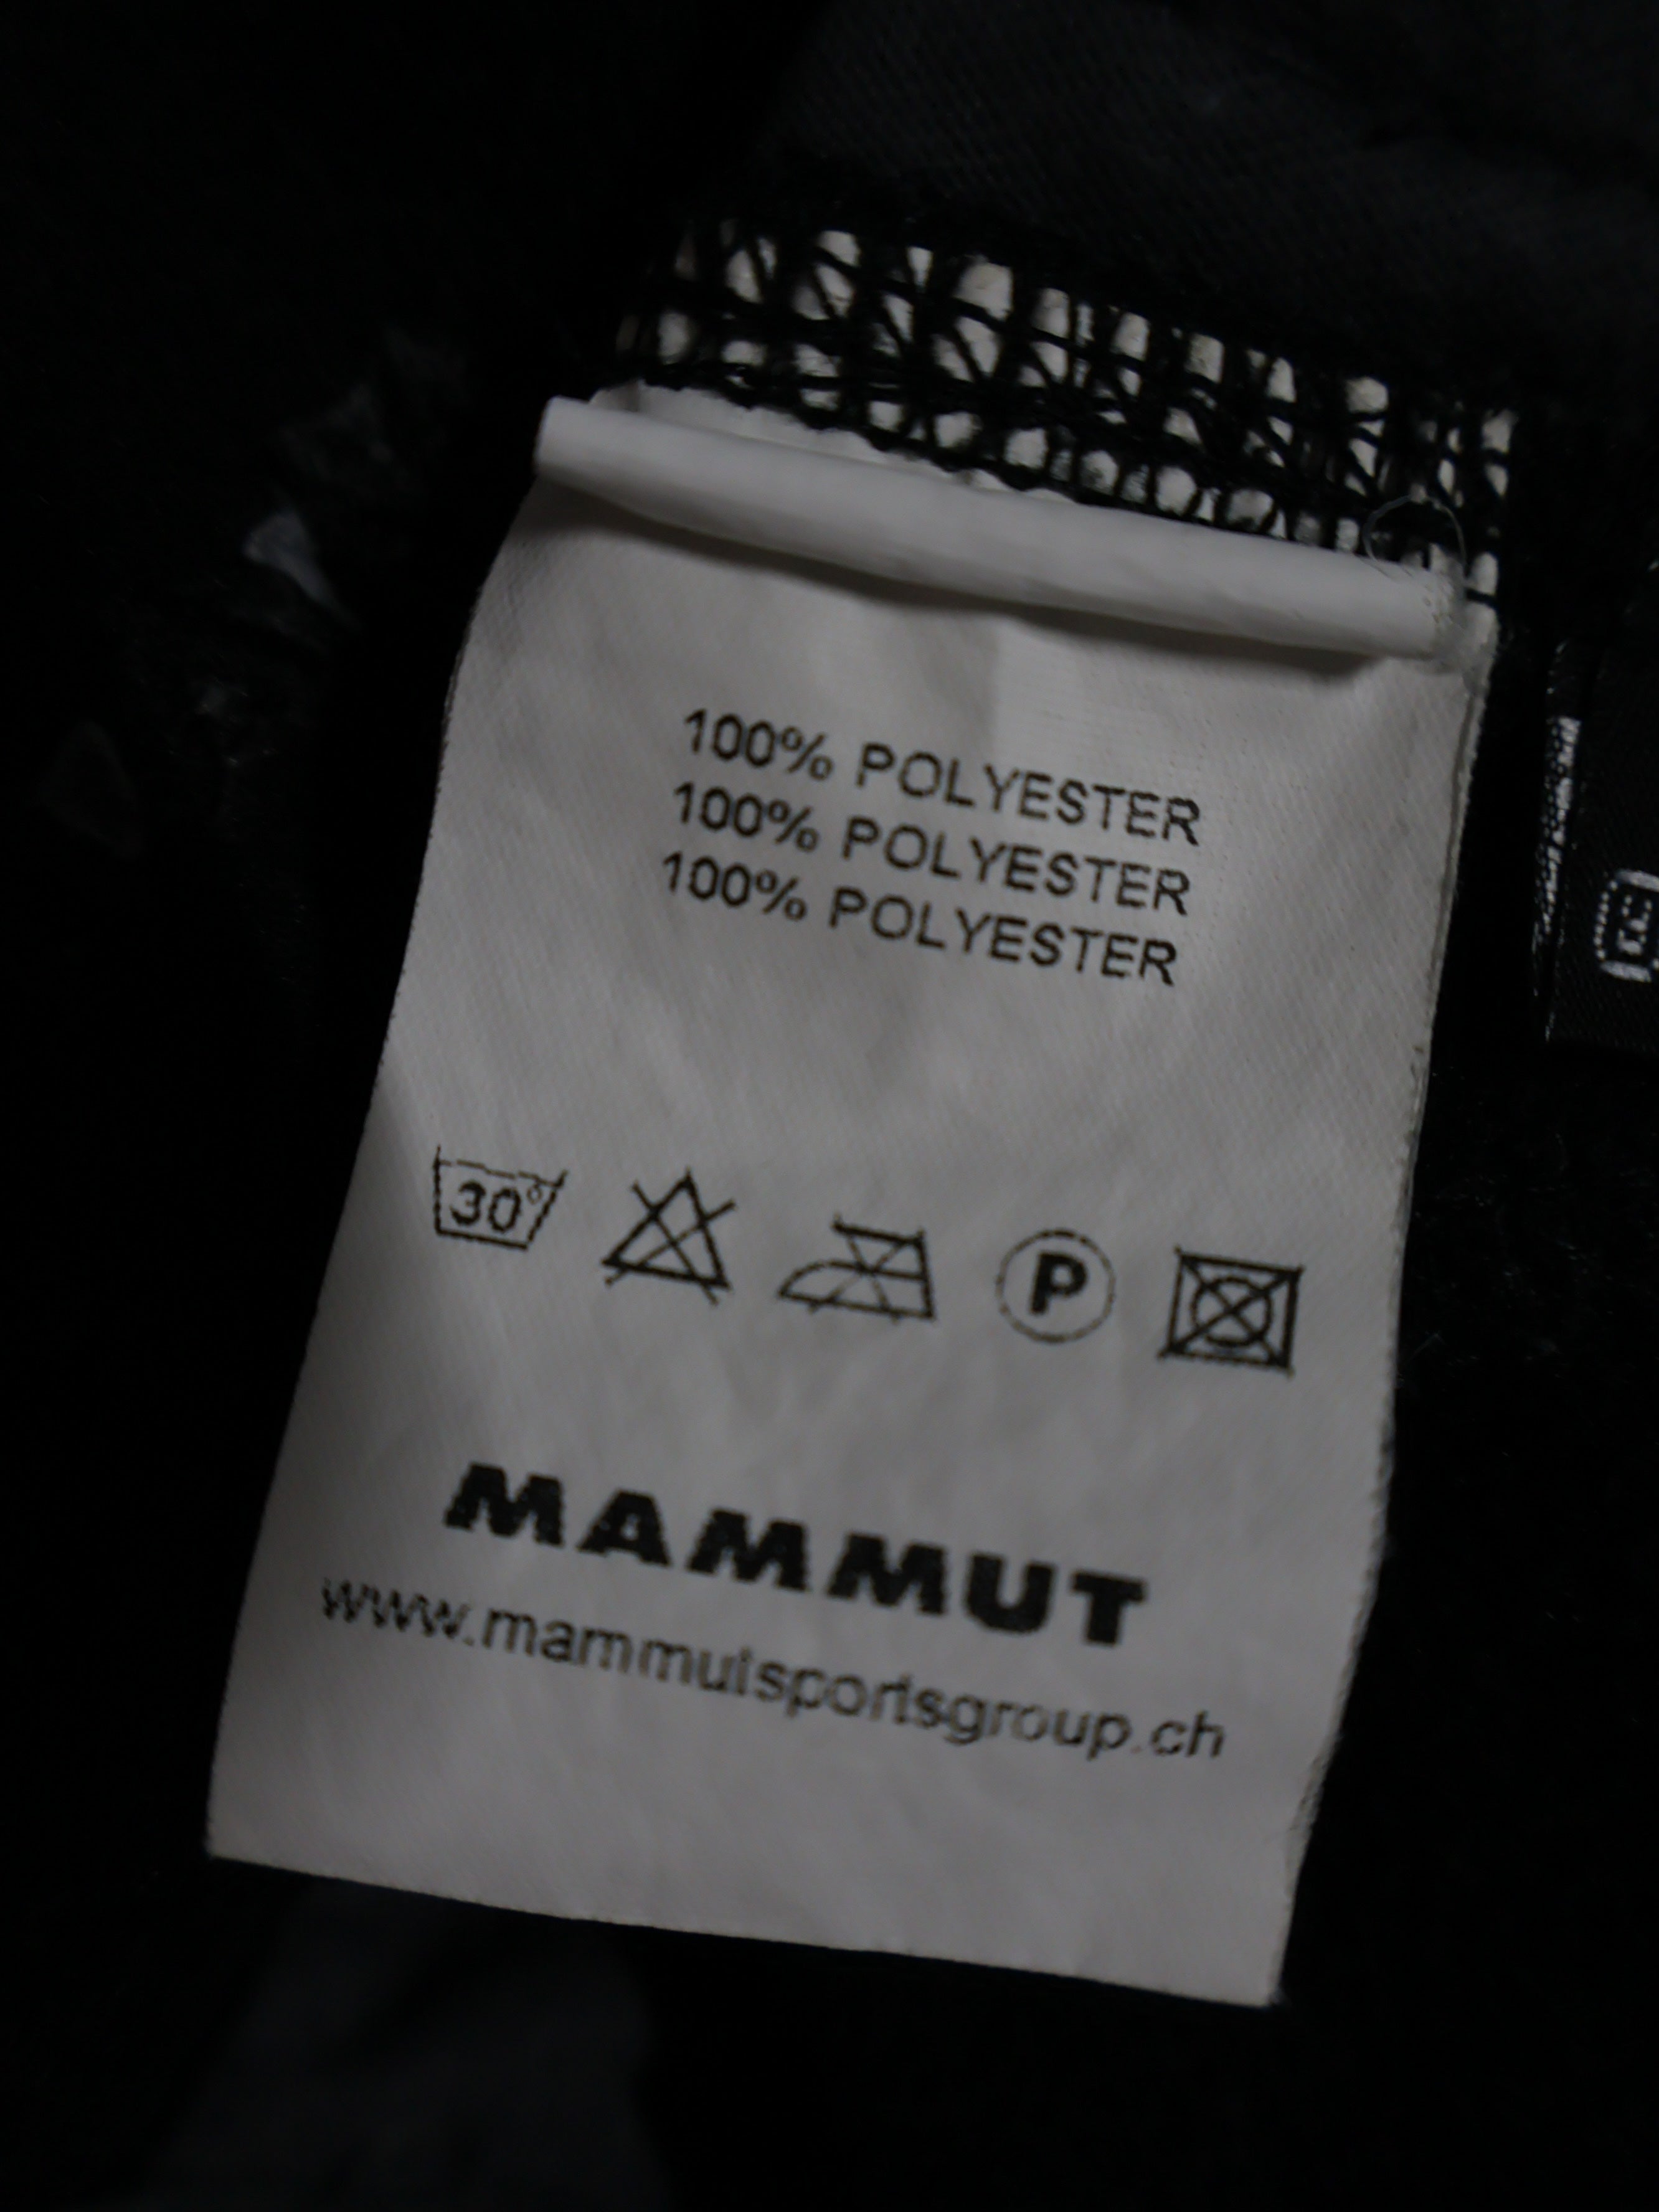 100% POLYESTER
100% POLYESTER
100% POLYESTER
30°
P
MAMMUT
www.mammutsportsgroup.ch